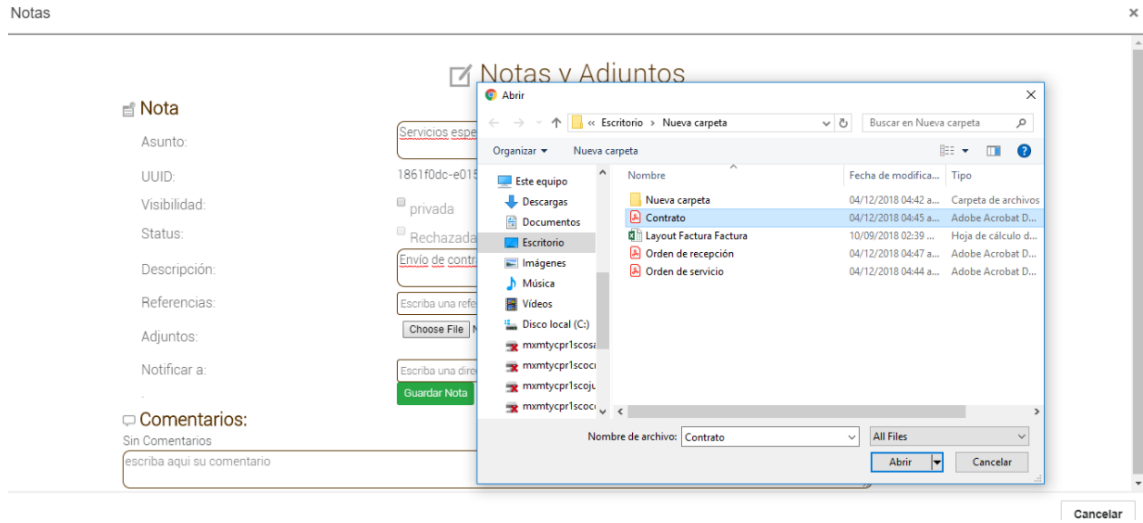 Notas ×
Notas y Adjuntos
Nota
Asunto: Servicios espe
UUID: 1861f0dc-e015
Visibilidad: privada
Status: Rechazada
Descripción: Envío de contr
Referencias: Escriba una refe
Adjuntos: Choose File N
Notificar a: Escriba una dire
.
Guardar Nota
Comentarios:
Sin Comentarios
escriba aqui su comentario
Cancelar
Abrir
« Escritorio › Nueva carpeta
Buscar en Nueva carpeta
Organizar Nueva carpeta
Este equipo
Descargas
Documentos
Escritorio
Imágenes
Música
Vídeos
Disco local (C:)
mxmtycpr1scosa
mxmtycpr1scocr
mxmtycpr1scoju
mxmtycpr1scoc
Nombre Fecha de modifica... Tipo
Nueva carpeta 04/12/2018 04:42 a... Carpeta de archivos
Contrato 04/12/2018 04:45 a... Adobe Acrobat D...
Layout Factura Factura 10/09/2018 02:39 ... Hoja de cálculo d...
Orden de recepción 04/12/2018 04:47 a... Adobe Acrobat D...
Orden de servicio 04/12/2018 04:44 a... Adobe Acrobat D...
Nombre de archivo: Contrato All Files
Abrir Cancelar